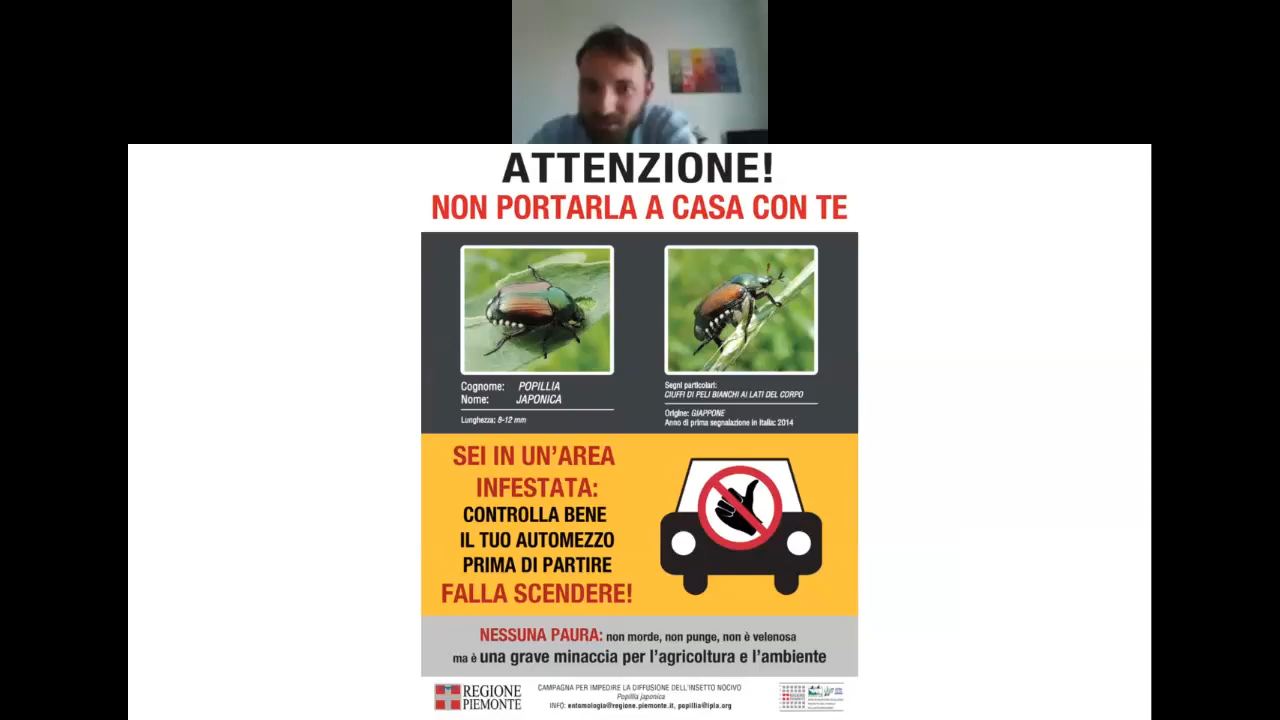 ATTENZIONE!
NON PORTARLA A CASA CON TE
Cognome: POPILLIA
Nome: JAPONICA
Lunghezza: 8-12 mm
Segni particolari:
CIUFFI DI PELI BIANCHI AI LATI DEL CORPO
Origine: GIAPPONE
Anno di prima segnalazione in Italia: 2014
SEI IN UN'AREA
INFESTATA:
CONTROLLA BENE
IL TUO AUTOMEZZO
PRIMA DI PARTIRE
FALLA SCENDERE!
NESSUNA PAURA: non morde, non punge, non è velenosa
ma è una grave minaccia per l'agricoltura e l'ambiente
REGIONE
PIEMONTE
CAMPAGNA PER IMPEDIRE LA DIFFUSIONE DELL'INSETTO NOCIVO
Popillia japonica
INFO: entomologia@regione.piemonte.it, popillia@ipla.org